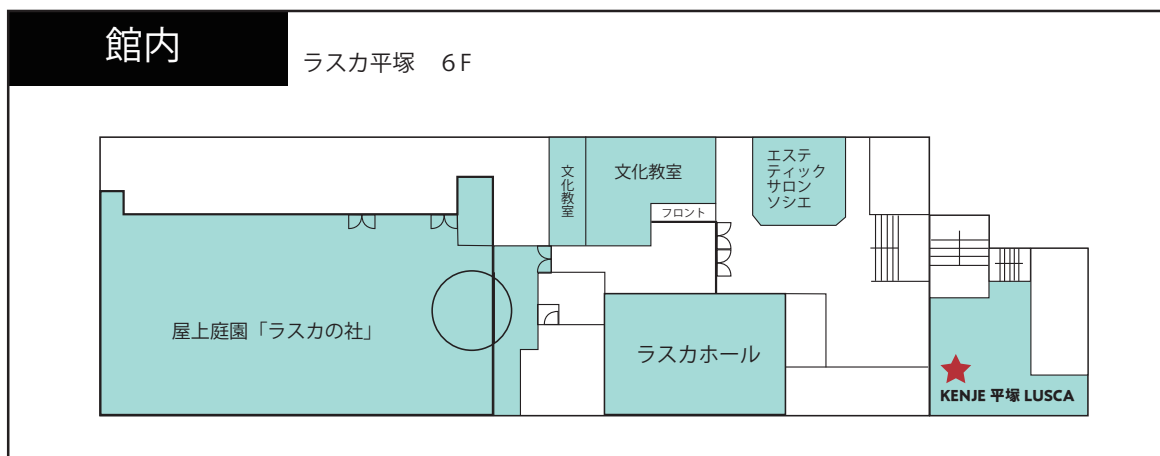 館内
ラスカ平塚　6F
文化教室
文化教室
フロント
エステ
ティック
サロン
ソシエ
屋上庭園「ラスカの社」
ラスカホール
KENJE 平塚 LUSCA